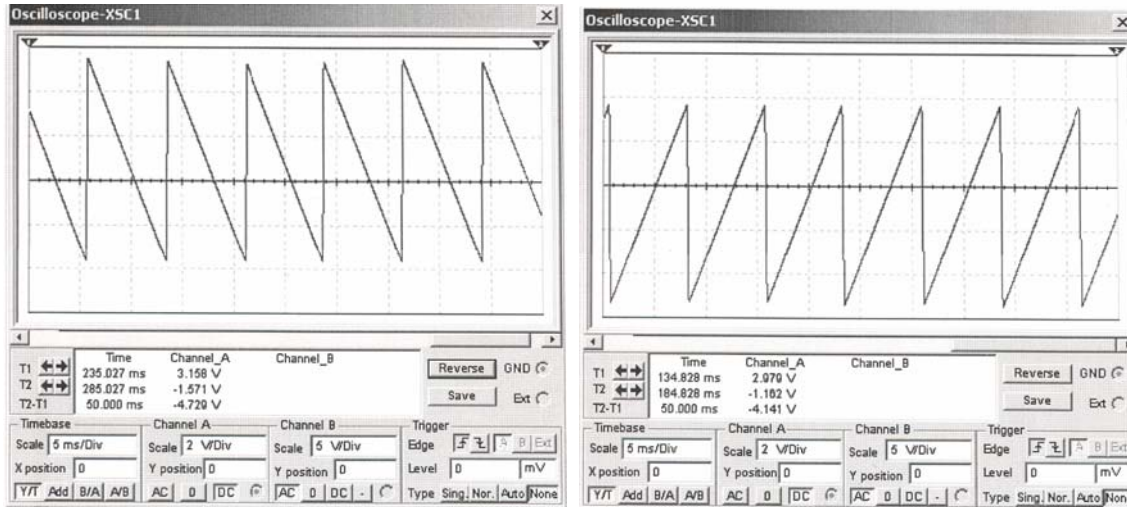 Oscilloscope-XSC1
Time Channel_A Channel_B
T1 235.027 ms 3.158 V
T2 285.027 ms -1.571 V
T2-T1 50.000 ms -4.729 V
Reverse
Save
GND
Ext
Timebase
Scale 5 ms/Div
X position 0
Y/T Add B/A A/B
Channel A
Scale 2 V/Div
Y position 0
AC 0 DC
Channel B
Scale 5 V/Div
Y position 0
AC 0 DC -
Trigger
Edge A B Ext
Level 0 mV
Type Sing. Nor. Auto None
Oscilloscope-XSC1
Time Channel_A Channel_B
T1 134.828 ms 2.979 V
T2 184.828 ms -1.162 V
T2-T1 50.000 ms -4.141 V
Reverse
Save
GND
Ext
Timebase
Scale 5 ms/Div
X position 0
Y/T Add B/A A/B
Channel A
Scale 2 V/Div
Y position 0
AC 0 DC
Channel B
Scale 5 V/Div
Y position 0
AC 0 DC -
Trigger
Edge A B Ext
Level 0 mV
Type Sing. Nor. Auto Non